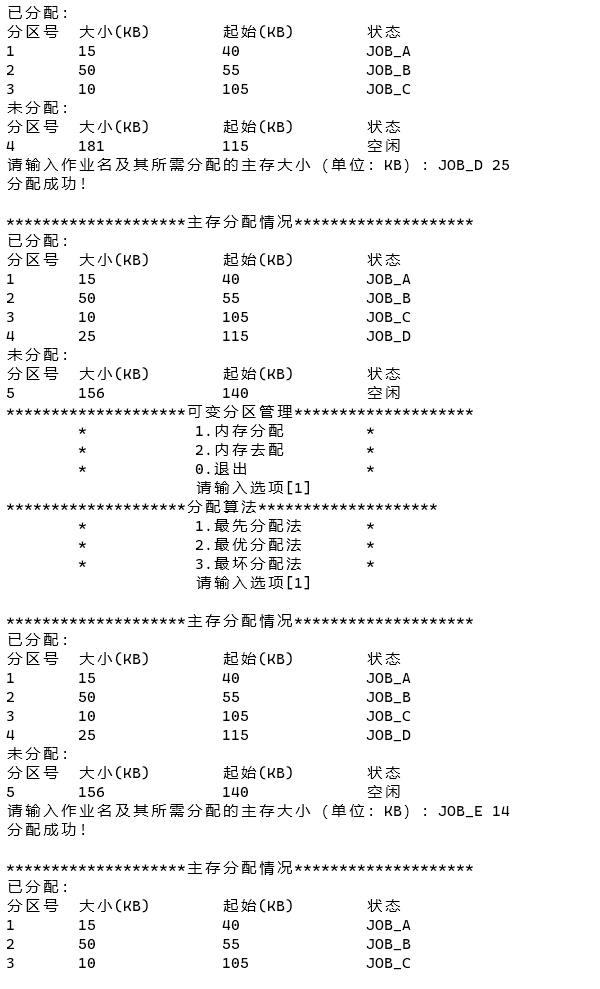 已分配:
分区号  大小(KB)        起始(KB)        状态
1       15              40              JOB_A
2       50              55              JOB_B
3       10              105             JOB_C
未分配:
分区号  大小(KB)        起始(KB)        状态
4       181             115             空闲
请输入作业名及其所需分配的主存大小 (单位: KB) : JOB_D 25
分配成功!
********************主存分配情况********************
已分配:
分区号  大小(KB)        起始(KB)        状态
1       15              40              JOB_A
2       50              55              JOB_B
3       10              105             JOB_C
4       25              115             JOB_D
未分配:
分区号  大小(KB)        起始(KB)        状态
5       156             140             空闲
********************可变分区管理********************
        *            1.内存分配         *
        *            2.内存去配         *
        *            0.退出             *
                     请输入选项[1]
********************分配算法********************
        *            1.最先分配法       *
        *            2.最优分配法       *
        *            3.最坏分配法       *
                     请输入选项[1]
********************主存分配情况********************
已分配:
分区号  大小(KB)        起始(KB)        状态
1       15              40              JOB_A
2       50              55              JOB_B
3       10              105             JOB_C
4       25              115             JOB_D
未分配:
分区号  大小(KB)        起始(KB)        状态
5       156             140             空闲
请输入作业名及其所需分配的主存大小 (单位: KB) : JOB_E 14
分配成功!
********************主存分配情况********************
已分配:
分区号  大小(KB)        起始(KB)        状态
1       15              40              JOB_A
2       50              55              JOB_B
3       10              105             JOB_C